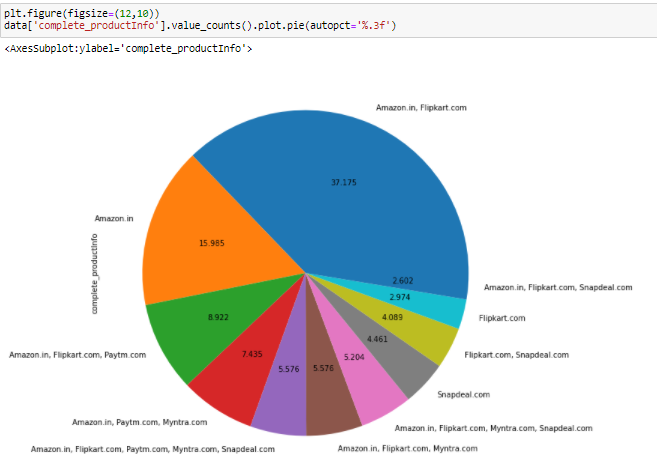 plt.figure(figsize=(12,10))
data['complete_productInfo'].value_counts().plot.pie(autopct='%.3f')
<AxesSubplot:ylabel='complete_productInfo'>
Amazon.in, Flipkart.com
37.175
Amazon.in
15.985
complete_productInfo
2.602
Amazon.in, Flipkart.com, Snapdeal.com
2.974
Flipkart.com
8.922
4.089
Amazon.in, Flipkart.com, Paytm.com
Flipkart.com, Snapdeal.com
7.435
5.576
5.576
5.204
4.461
Snapdeal.com
Amazon.in, Paytm.com, Myntra.com
Amazon.in, Flipkart.com, Myntra.com, Snapdeal.com
Amazon.in, Flipkart.com, Paytm.com, Myntra.com, Snapdeal.com
Amazon.in, Flipkart.com, Myntra.com